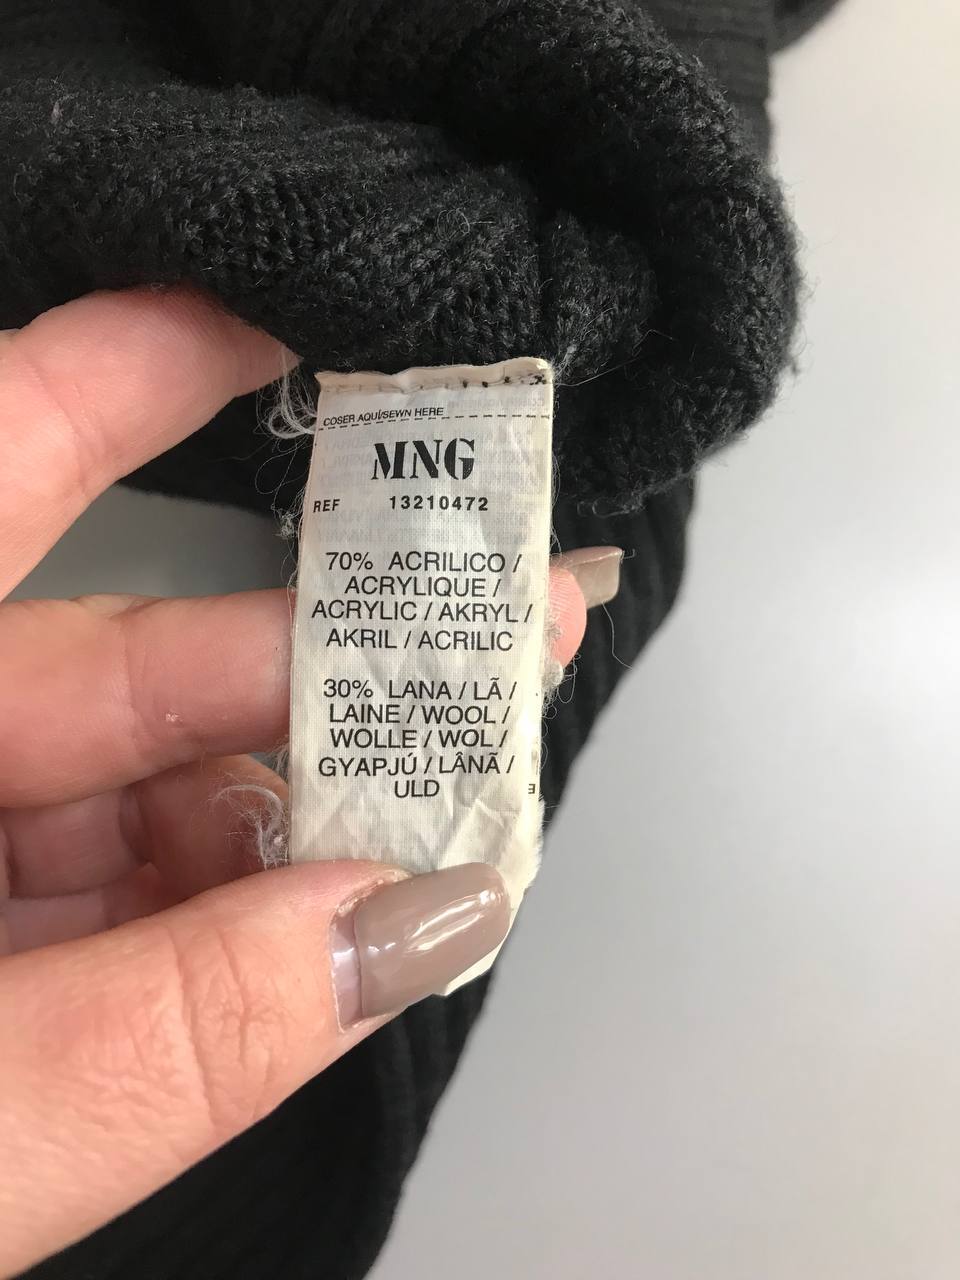 COSER AQUÍ/SEWN HERE
MNG
REF 13210472
70% ACRILICO /
ACRYLIQUE /
ACRYLIC / AKRYL /
AKRIL / ACRILIC
30% LANA / LÃ /
LAINE / WOOL /
WOLLE / WOL /
GYAPJÚ / LÂNÃ /
ULD